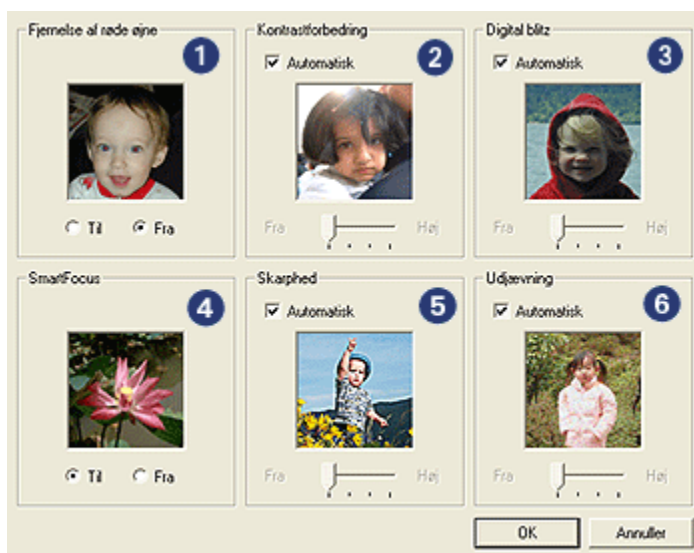 Fjernelse af røde øjne
1
Til Fra
Kontrastforbedring
2
Automatisk
Fra Høj
Digital blitz
3
Automatisk
Fra Høj
SmartFocus
4
Til Fra
Skarphed
5
Automatisk
Fra Høj
Udjævning
6
Automatisk
Fra Høj
OK Annuller